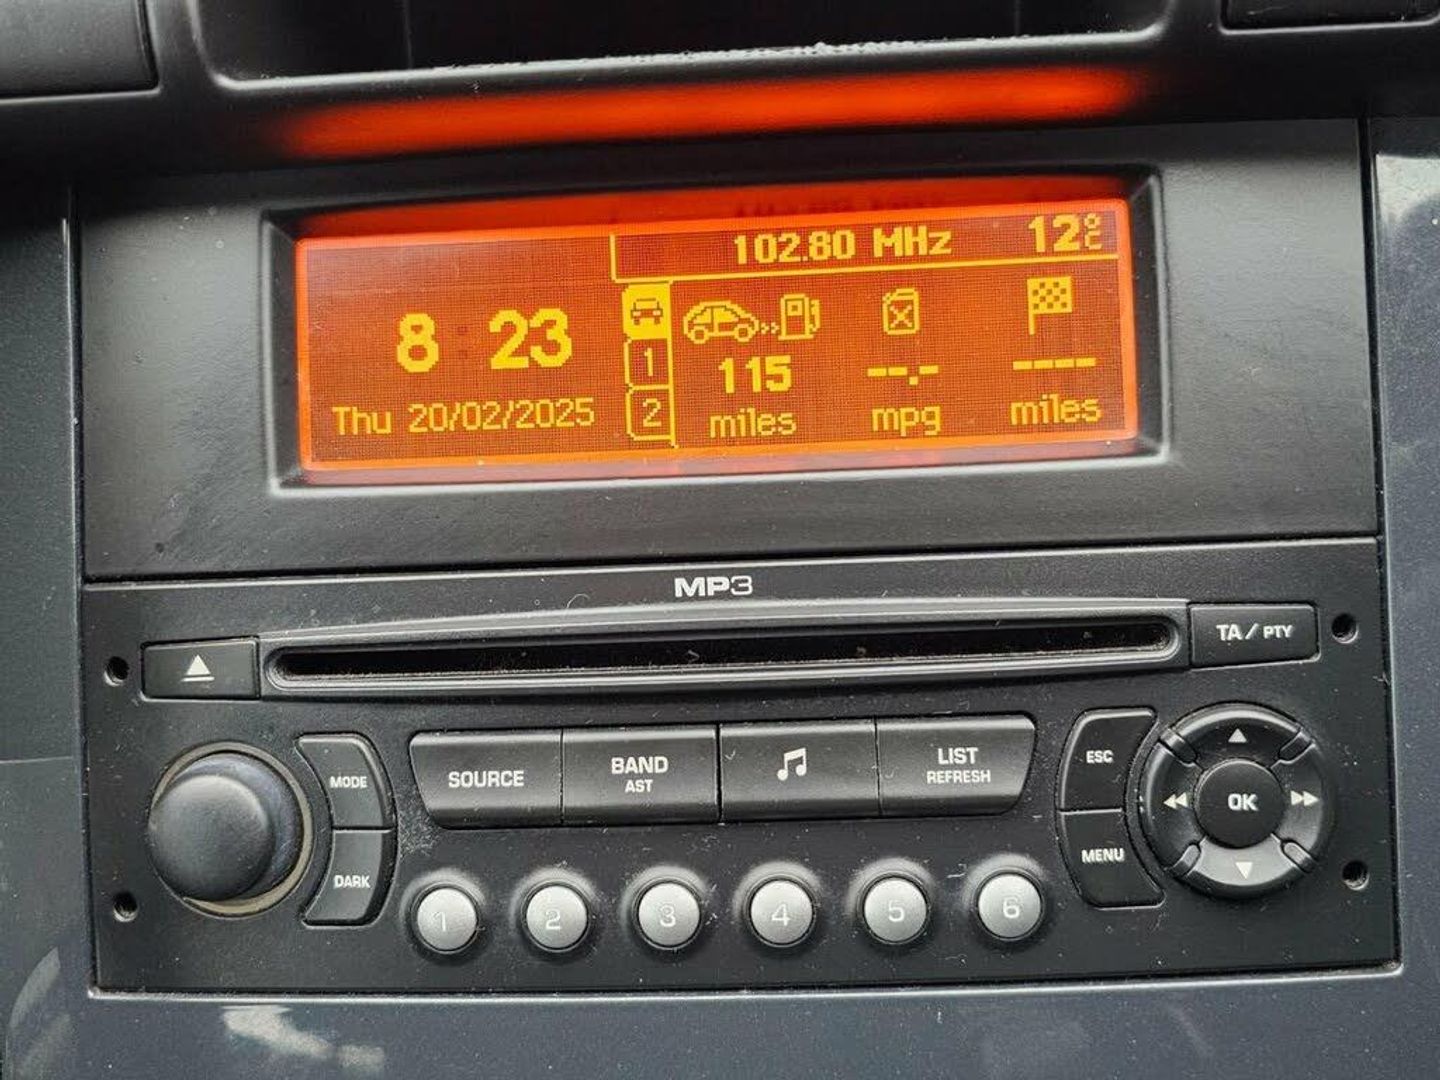 102.80 MHz 12°C
8 23
Thu 20/02/2025
1
2
115
miles
--.-
mpg
----
miles
MP3
TA/PTY
MODE
DARK
SOURCE
BAND
AST
LIST
REFRESH
ESC
MENU
OK
1 2 3 4 5 6